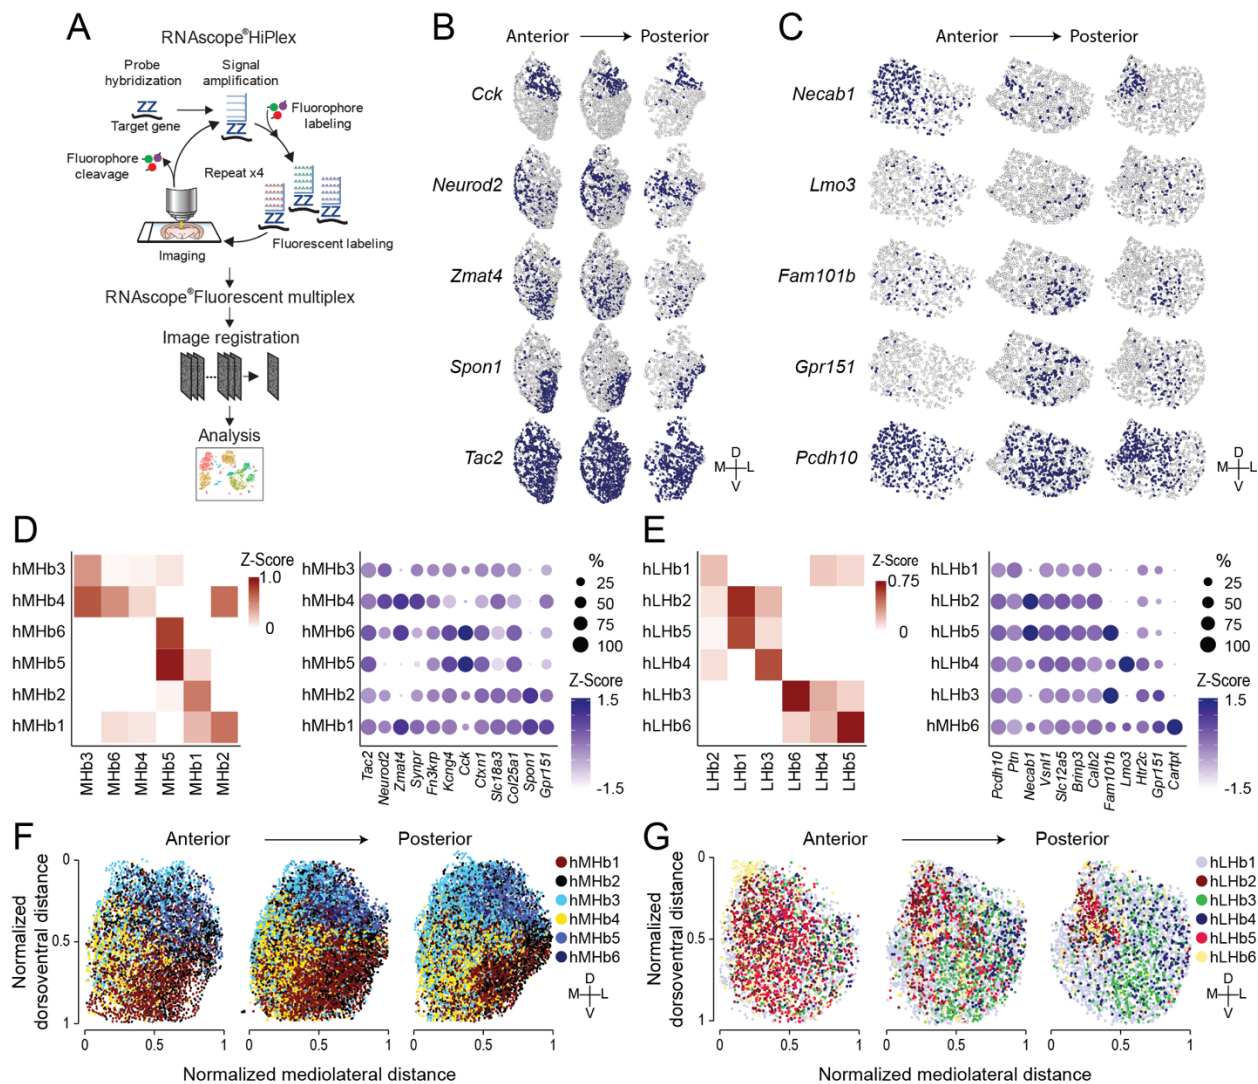 A
RNAscope®HiPlex
Probe hybridization
Signal amplification
ZZ
Target gene
ZZ
Fluorophore labeling
Fluorophore cleavage
Repeat x4
ZZ
ZZ
ZZ
Imaging
Fluorescent labeling
RNAscope®Fluorescent multiplex
Image registration
Analysis
B
Anterior Posterior
Cck
Neurod2
Zmat4
Spon1
Tac2
D
M L
V
C
Anterior Posterior
Necab1
Lmo3
Fam101b
Gpr151
Pcdh10
D
M L
V
D
hMHb3
hMHb4
hMHb6
hMHb5
hMHb2
hMHb1
MHb3 MHb6 MHb4 MHb5 MHb1 MHb2
Z-Score
1.0
0
hMHb3
hMHb4
hMHb6
hMHb5
hMHb2
hMHb1
Tac2 Neurod2 Zmat4 Synpr Fn3krp Kcng4 Cck Ctxn1 Slc18a3 Col25a1 Spon1 Gpr151
%
25
50
75
100
Z-Score
1.5
-1.5
E
hLHb1
hLHb2
hLHb5
hLHb4
hLHb3
hLHb6
LHb2 LHb1 LHb3 LHb6 LHb4 LHb5
Z-Score
0.75
0
hLHb1
hLHb2
hLHb5
hLHb4
hLHb3
hMHb6
Pcdh10 Ptn Necab1 Vsnl1 Slc12a5 Brinp3 Calb2 Fam101b Lmo3 Htr2c Gpr151 Cartpt
%
25
50
75
100
Z-Score
1.5
-1.5
F
Anterior Posterior
Normalized dorsoventral distance
0
0.5
1
0 0.5 1
0 0.5 1
0 0.5 1
Normalized mediolateral distance
hMHb1
hMHb2
hMHb3
hMHb4
hMHb5
hMHb6
D
M L
V
G
Anterior Posterior
Normalized dorsoventral distance
0
0.5
1
0 0.5 1
0 0.5 1
0 0.5 1
Normalized mediolateral distance
hLHb1
hLHb2
hLHb3
hLHb4
hLHb5
hLHb6
D
M L
V